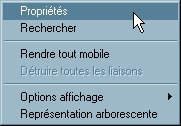 Propriétés
Rechercher
Rendre tout mobile
Détruire toutes les liaisons
Options affichage
Représentation arborescente